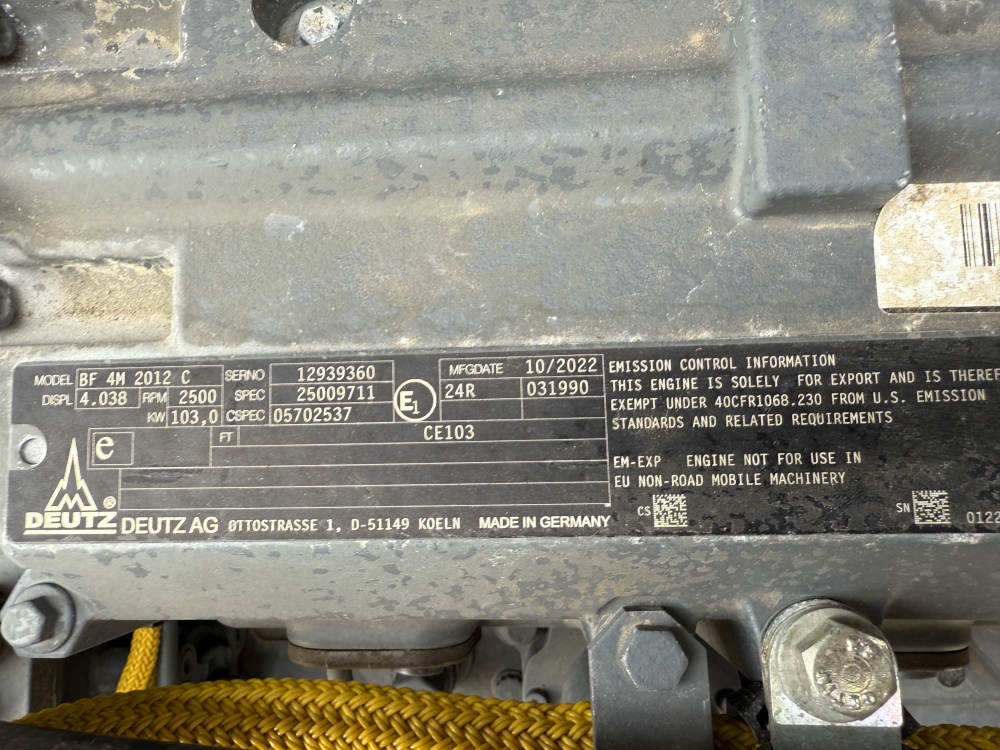 MODEL BF 4M 2012 C SERNO 12939360 MFGDATE 10/2022
DISPL 4.038 RPM 2500 SPEC 25009711 E1 24R 031990
KW 103,0 CSPEC 05702537
e FT CE103
DEUTZ ® DEUTZ AG OTTOSTRASSE 1, D-51149 KOELN MADE IN GERMANY
EMISSION CONTROL INFORMATION
THIS ENGINE IS SOLELY FOR EXPORT AND IS THEREF
EXEMPT UNDER 40CFR1068.230 FROM U.S. EMISSION
STANDARDS AND RELATED REQUIREMENTS
EM-EXP ENGINE NOT FOR USE IN
EU NON-ROAD MOBILE MACHINERY
CS SN 0122